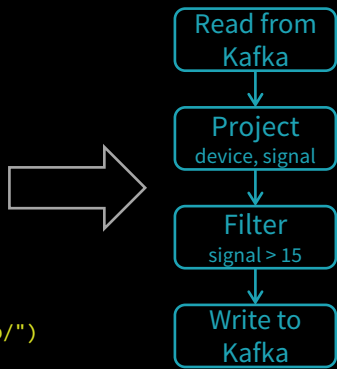 Read from
Kafka
Project
device, signal
Filter
signal > 15
Write to
Kafka
/")